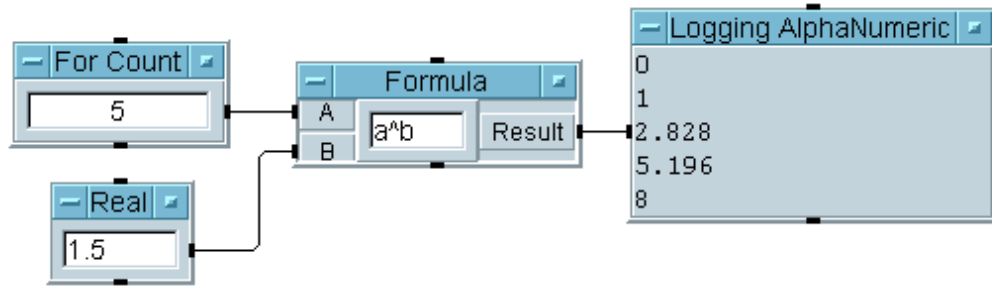 For Count
5
Real
1.5
Formula
A
B
a^b
Result
Logging AlphaNumeric
0
1
2.828
5.196
8